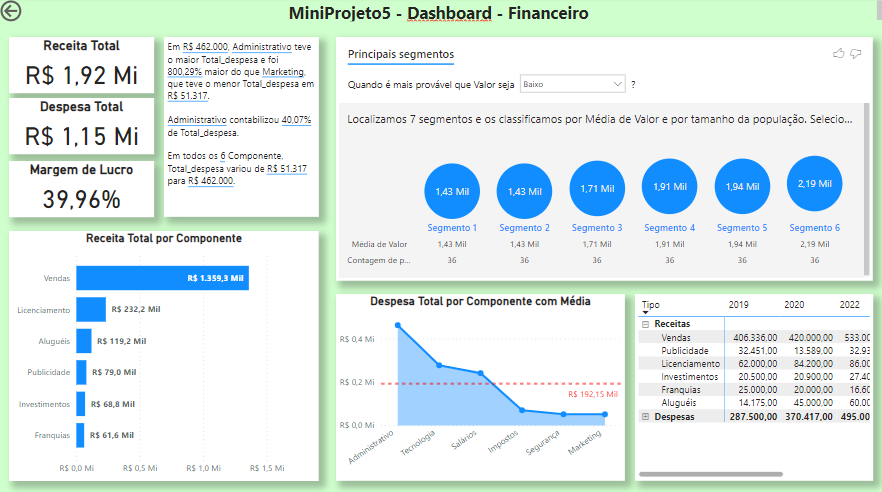 MiniProjeto5 - Dashboard - Financeiro
Receita Total
R$ 1,92 Mi
Despesa Total
R$ 1,15 Mi
Margem de Lucro
39,96%
Em R$ 462.000, Administrativo teve
o maior Total_despesa e foi
800,29% maior do que Marketing,
que teve o menor Total_despesa em
R$ 51.317.
Administrativo contabilizou 40,07%
de Total_despesa.
Em todos os 6 Componente,
Total_despesa variou de R$ 51.317
para R$ 462.000.
Principais segmentos
Quando é mais provável que Valor seja Baixo ?
Localizamos 7 segmentos e os classificamos por Média de Valor e por tamanho da população. Selecio...
1,43 Mil 1,43 Mil 1,71 Mil 1,91 Mil 1,94 Mil 2,19 Mil
Segmento 1 Segmento 2 Segmento 3 Segmento 4 Segmento 5 Segmento 6
Média de Valor 1,43 Mil 1,43 Mil 1,71 Mil 1,91 Mil 1,94 Mil 2,19 Mil
Contagem de p... 36 36 36 36 36 36
Receita Total por Componente
Vendas R$ 1.359,3 Mil
Licenciamento R$ 232,2 Mil
Aluguéis R$ 119,2 Mil
Publicidade R$ 79,0 Mil
Investimentos R$ 68,8 Mil
Franquias R$ 61,6 Mil
R$ 0,0 Mi R$ 0,5 Mi R$ 1,0 Mi R$ 1,5 Mi
Despesa Total por Componente com Média
R$ 0,4 Mi
R$ 0,2 Mi
R$ 192,15 Mil
R$ 0,0 Mi
Administrativo Tecnologia Salários Impostos Segurança Marketing
Tipo 2019 2020 2022
Receitas
Vendas 406.336,00 420.000,00 533.00
Publicidade 32.451,00 13.589,00 32.93
Licenciamento 62.000,00 84.200,00 86.00
Investimentos 20.500,00 20.900,00 27.40
Franquias 25.000,00 20.000,00 16.60
Aluguéis 14.175,00 45.000,00 60.00
Despesas 287.500,00 370.417,00 495.00